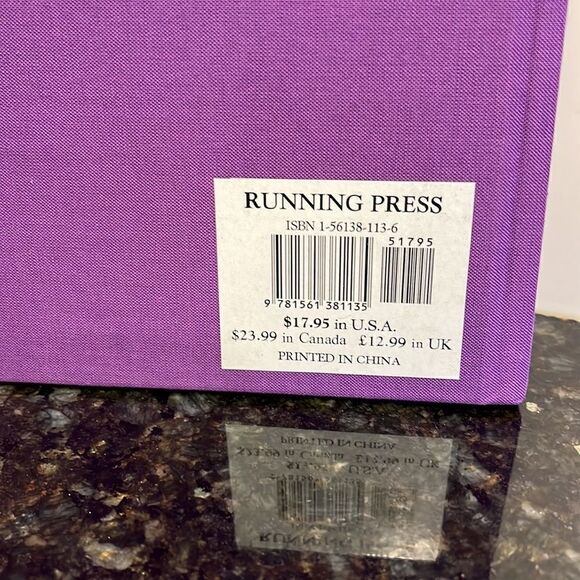 RUNNING PRESS
ISBN 1-56138-113-6
51795
9 781561 381135
$17.95 in U.S.A.
$23.99 in Canada £12.99 in UK
PRINTED IN CHINA